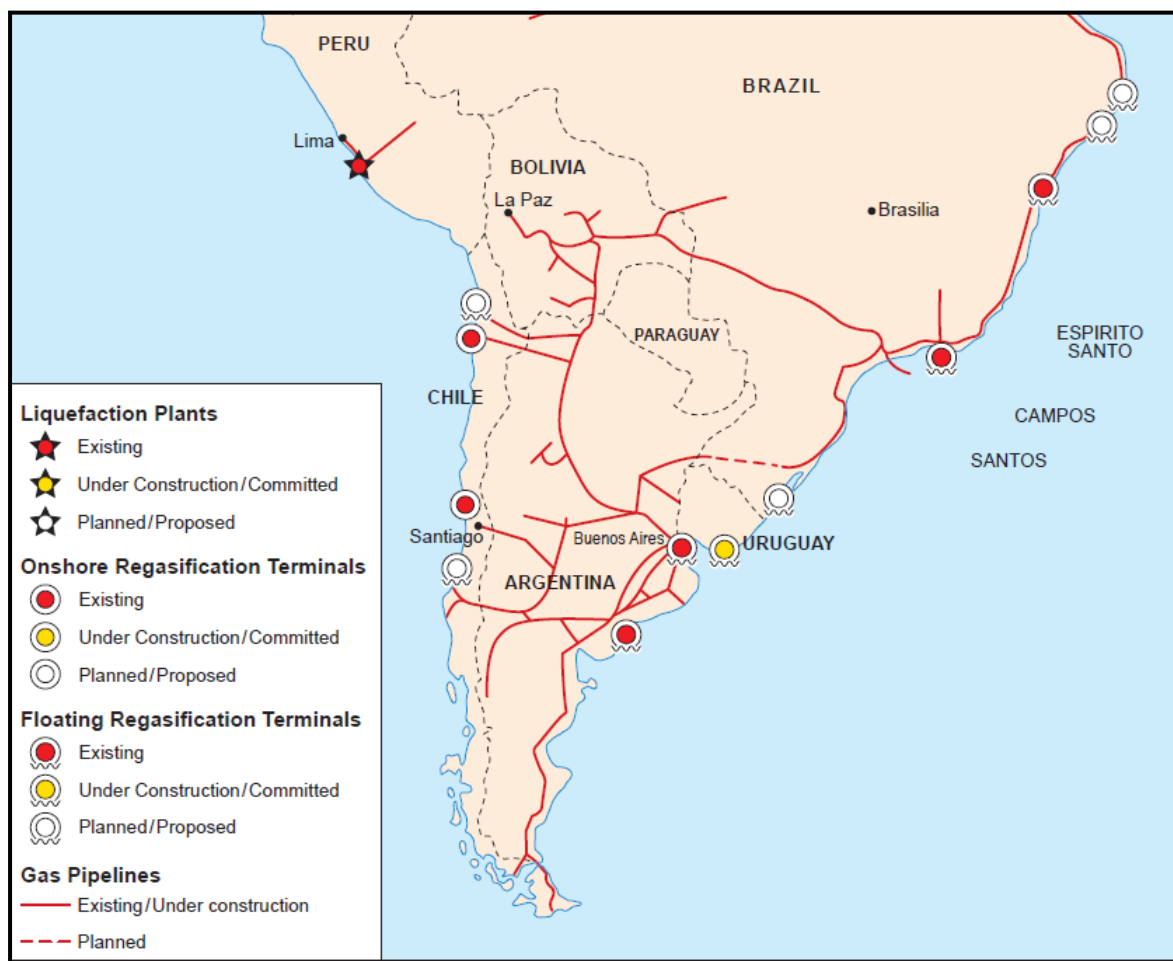 PERU
BRAZIL
Lima
BOLIVIA
La Paz
Brasilia
PARAGUAY
ESPIRITO
SANTO
CHILE
CAMPOS
SANTOS
Santiago
Buenos Aires
URUGUAY
ARGENTINA
Liquefaction Plants
Existing
Under Construction/Committed
Planned/Proposed
Onshore Regasification Terminals
Existing
Under Construction/Committed
Planned/Proposed
Floating Regasification Terminals
Existing
Under Construction/Committed
Planned/Proposed
Gas Pipelines
Existing/Under construction
Planned